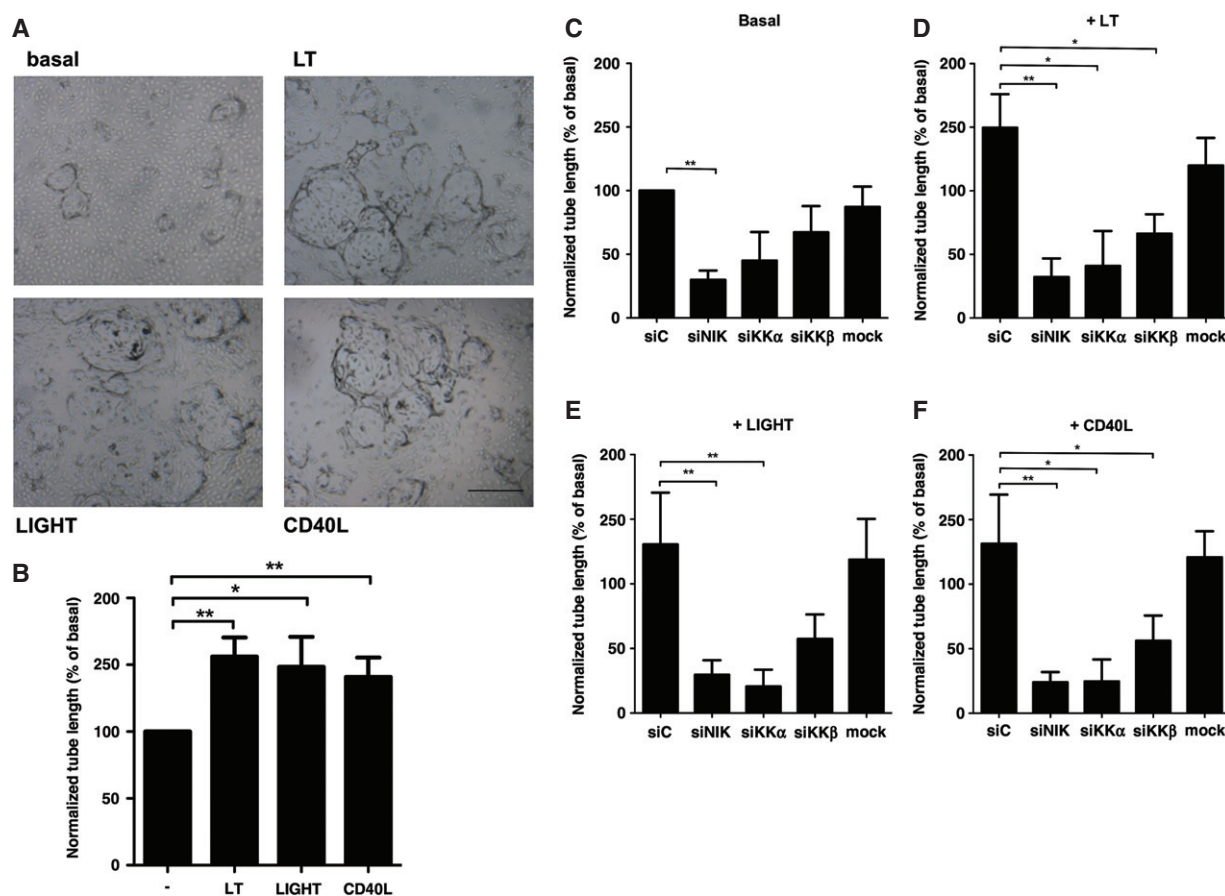 A
basal
LT
LIGHT
CD40L
B
Normalized tube length (% of basal)
200
250
100
50
0
**
*
**
-
LT
LIGHT
CD40L
C
Basal
Normalized tube length (% of basal)
200
250
100
50
0
**
siC
siNIK
siKKα
siKKβ
mock
D
+ LT
Normalized tube length (% of basal)
200
250
100
50
0
*
*
**
siC
siNIK
siKKα
siKKβ
mock
E
+ LIGHT
Normalized tube length (% of basal)
200
250
100
50
0
**
**
siC
siNIK
siKKα
siKKβ
mock
F
+ CD40L
Normalized tube length (% of basal)
200
250
100
50
0
*
*
**
siC
siNIK
siKKα
siKKβ
mock